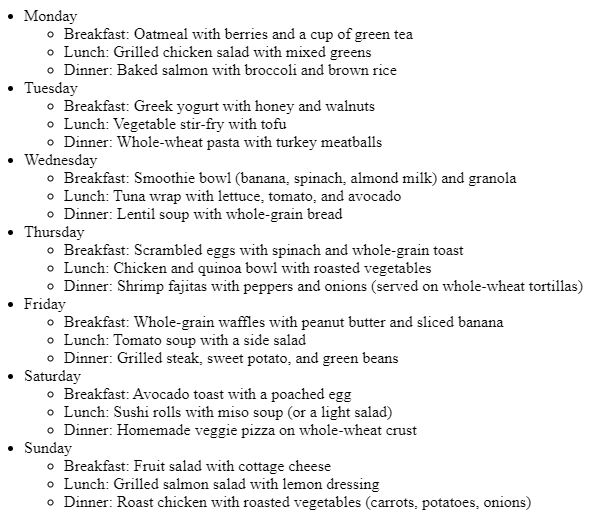 Monday
Breakfast: Oatmeal with berries and a cup of green tea
Lunch: Grilled chicken salad with mixed greens
Dinner: Baked salmon with broccoli and brown rice
Tuesday
Breakfast: Greek yogurt with honey and walnuts
Lunch: Vegetable stir-fry with tofu
Dinner: Whole-wheat pasta with turkey meatballs
Wednesday
Breakfast: Smoothie bowl (banana, spinach, almond milk) and granola
Lunch: Tuna wrap with lettuce, tomato, and avocado
Dinner: Lentil soup with whole-grain bread
Thursday
Breakfast: Scrambled eggs with spinach and whole-grain toast
Lunch: Chicken and quinoa bowl with roasted vegetables
Dinner: Shrimp fajitas with peppers and onions (served on whole-wheat tortillas)
Friday
Breakfast: Whole-grain waffles with peanut butter and sliced banana
Lunch: Tomato soup with a side salad
Dinner: Grilled steak, sweet potato, and green beans
Saturday
Breakfast: Avocado toast with a poached egg
Lunch: Sushi rolls with miso soup (or a light salad)
Dinner: Homemade veggie pizza on whole-wheat crust
Sunday
Breakfast: Fruit salad with cottage cheese
Lunch: Grilled salmon salad with lemon dressing
Dinner: Roast chicken with roasted vegetables (carrots, potatoes, onions)